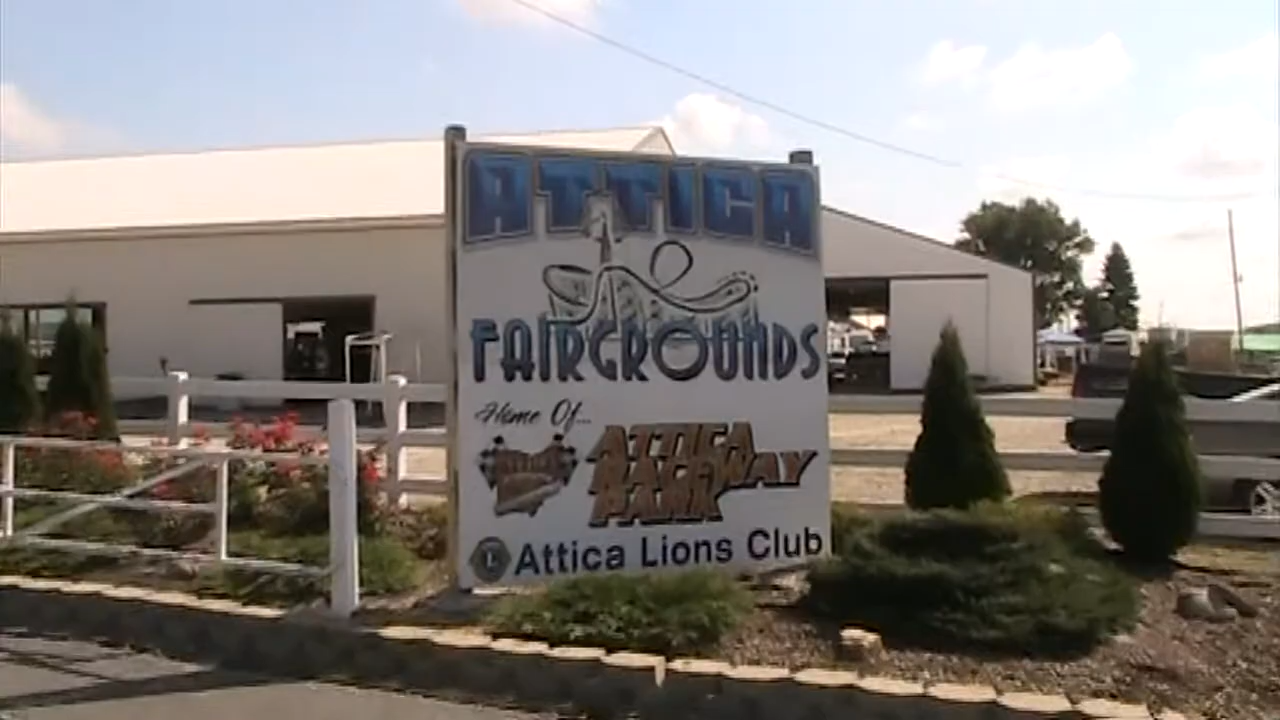 ATTICA
FAIRGROUNDS
Home Of...
ATTICA
RACEWAY
PARK
Attica Lions Club